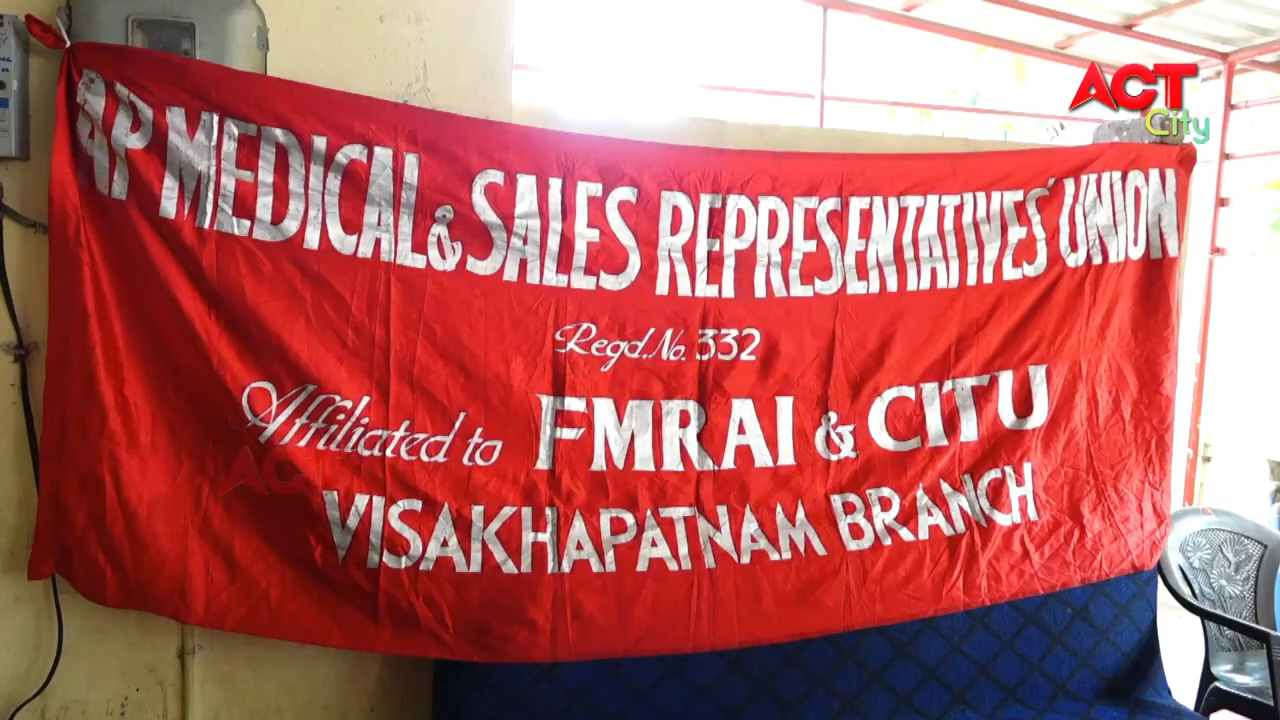 AP MEDICAL & SALES REPRESENTATIVES' UNION
Regd. No. 332
Affiliated to FMRAI & CITU
VISAKHAPATNAM BRANCH
ACT
City